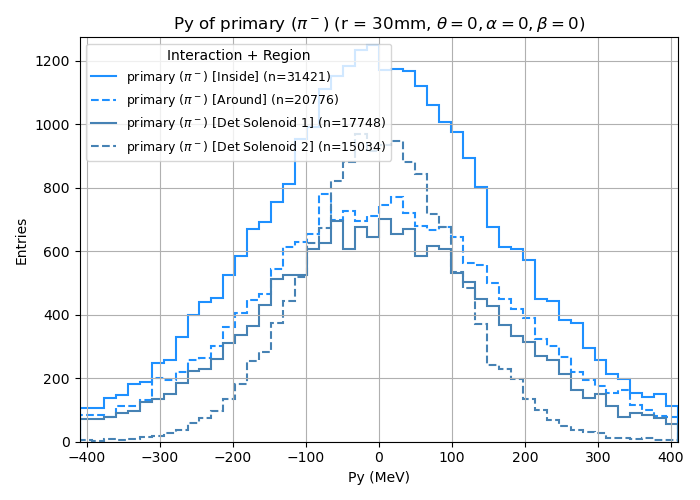 Py of primary (π⁻) (r = 30mm, θ = 0, α = 0, β = 0)
Interaction + Region
primary (π⁻) [Inside] (n=31421)
primary (π⁻) [Around] (n=20776)
primary (π⁻) [Det Solenoid 1] (n=17748)
primary (π⁻) [Det Solenoid 2] (n=15034)
Entries
1200
1000
800
600
400
200
0
−400 −300 −200 −100 0 100 200 300 400
Py (MeV)